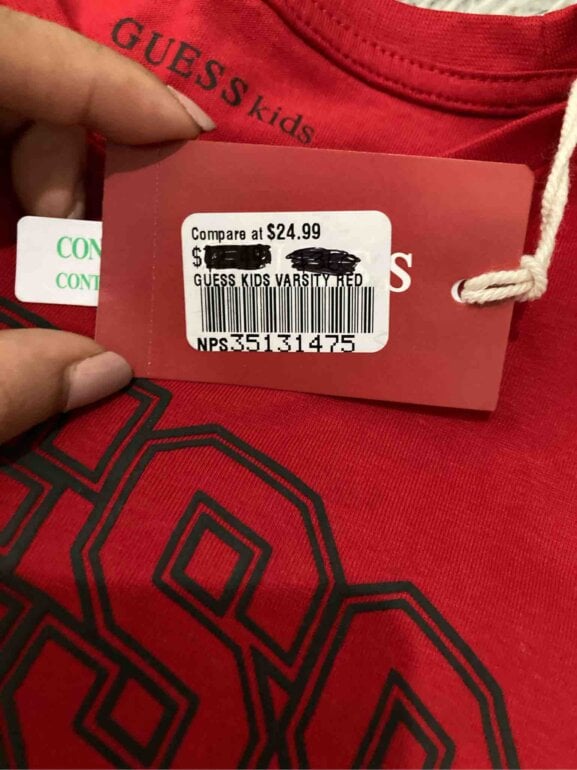 GUESS kids
Compare at $24.99
$
S
GUESS KIDS VARSITY RED
NPS35131475
CON
CONT